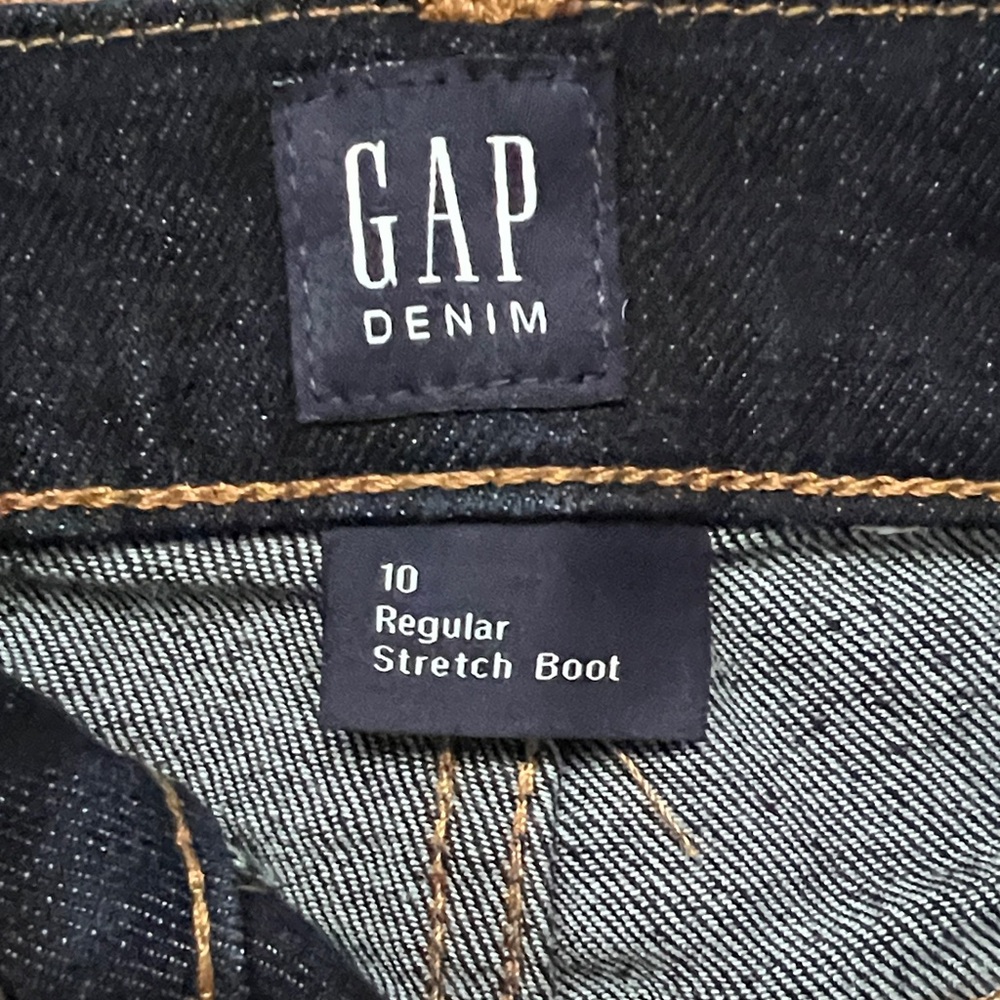 GAP
DENIM
10
Regular
Stretch Boot